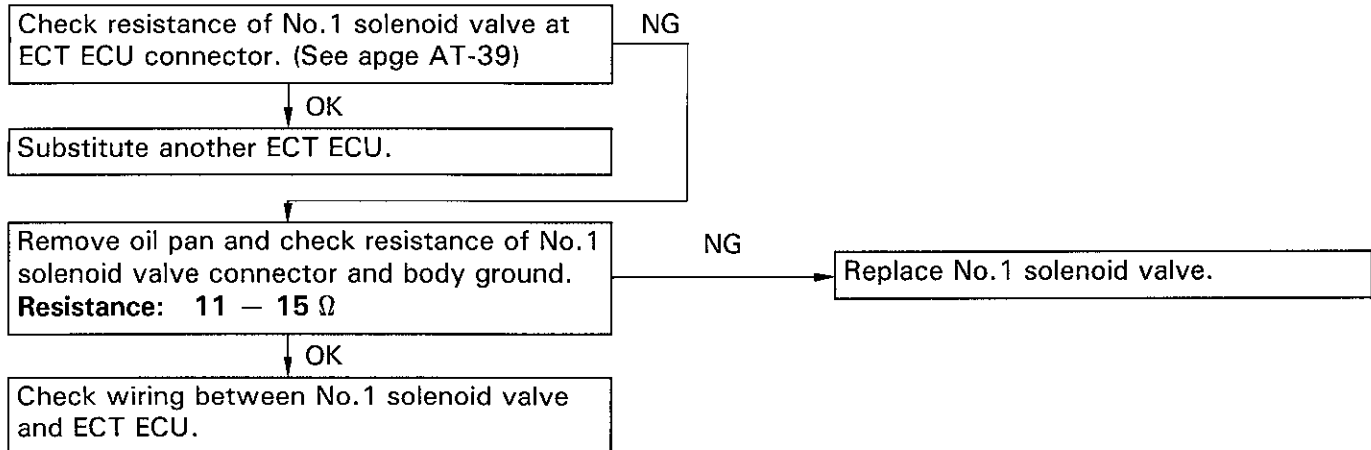 Check resistance of No.1 solenoid valve at
ECT ECU connector. (See apge AT-39)
NG
OK
Substitute another ECT ECU.
Remove oil pan and check resistance of No.1
solenoid valve connector and body ground.
Resistance: 11 — 15 Ω
NG
Replace No.1 solenoid valve.
OK
Check wiring between No.1 solenoid valve
and ECT ECU.